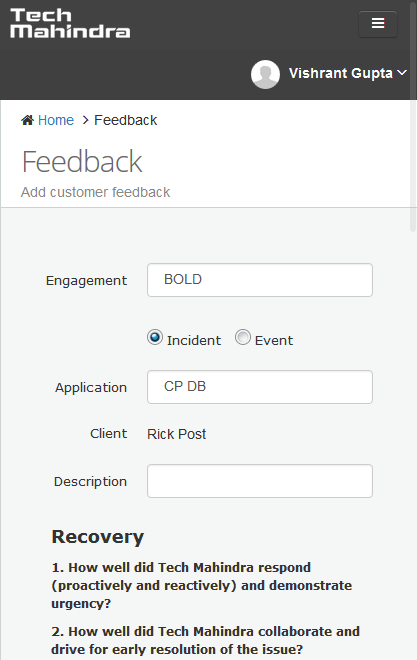 Tech
Mahindra
Vishrant Gupta
Home > Feedback
Feedback
Add customer feedback
Engagement BOLD
Incident Event
Application CP DB
Client Rick Post
Description
Recovery
1. How well did Tech Mahindra respond
(proactively and reactively) and demonstrate
urgency?
2. How well did Tech Mahindra collaborate and
drive for early resolution of the issue?